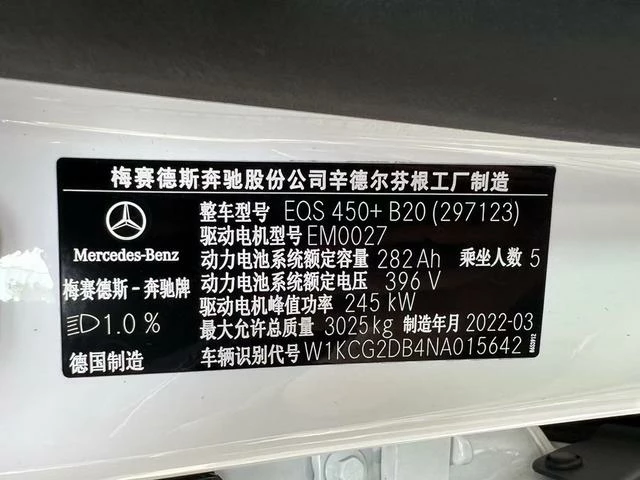 梅赛德斯奔驰股份公司辛德尔芬根工厂制造
整车型号 EQS 450+ B20 (297123)
驱动电机型号 EM0027
动力电池系统额定容量 282 Ah 乘坐人数 5
动力电池系统额定电压 396 V
驱动电机峰值功率 245 kW
最大允许总质量 3025 kg 制造年月 2022-03
车辆识别代号 W1KCG2DB4NA015642
Mercedes-Benz
梅赛德斯-奔驰牌
1.0 %
德国制造